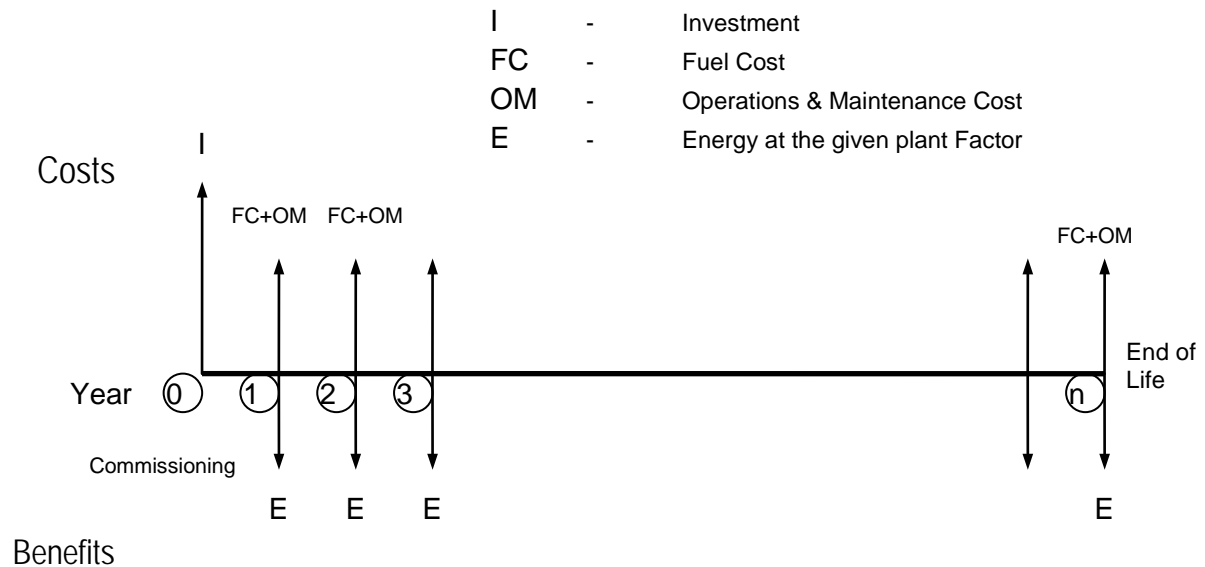 I - Investment
FC - Fuel Cost
OM - Operations & Maintenance Cost
E - Energy at the given plant Factor
I
Costs
FC+OM FC+OM
FC+OM
End of
Life
Year 0 1 2 3 n
Commissioning
E E E E
Benefits